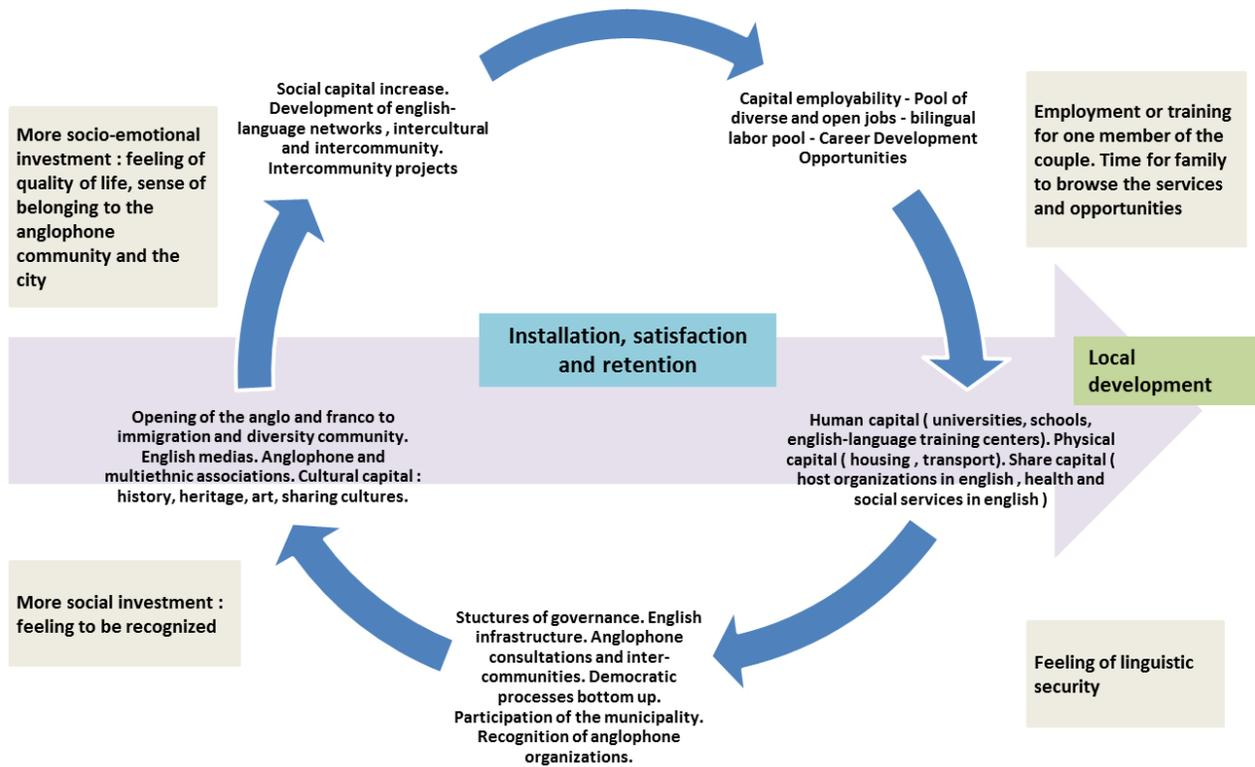 Social capital increase.
Development of english-
language networks , intercultural
and intercommunity.
Intercommunity projects
Capital employability - Pool of
diverse and open jobs - bilingual
labor pool - Career Development
Opportunities
Employment or training
for one member of the
couple. Time for family
to browse the services
and opportunities
More socio-emotional
investment : feeling of
quality of life, sense of
belonging to the
anglophone
community and the
city
Installation, satisfaction
and retention
Local
development
Opening of the anglo and franco to
immigration and diversity community.
English medias. Anglophone and
multiethnic associations. Cultural capital :
history, heritage, art, sharing cultures.
Human capital ( universities, schools,
english-language training centers). Physical
capital ( housing , transport). Share capital (
host organizations in english , health and
social services in english )
More social investment :
feeling to be recognized
Stuctures of governance. English
infrastructure. Anglophone
consultations and inter-
communities. Democratic
processes bottom up.
Participation of the municipality.
Recognition of anglophone
organizations.
Feeling of linguistic
security